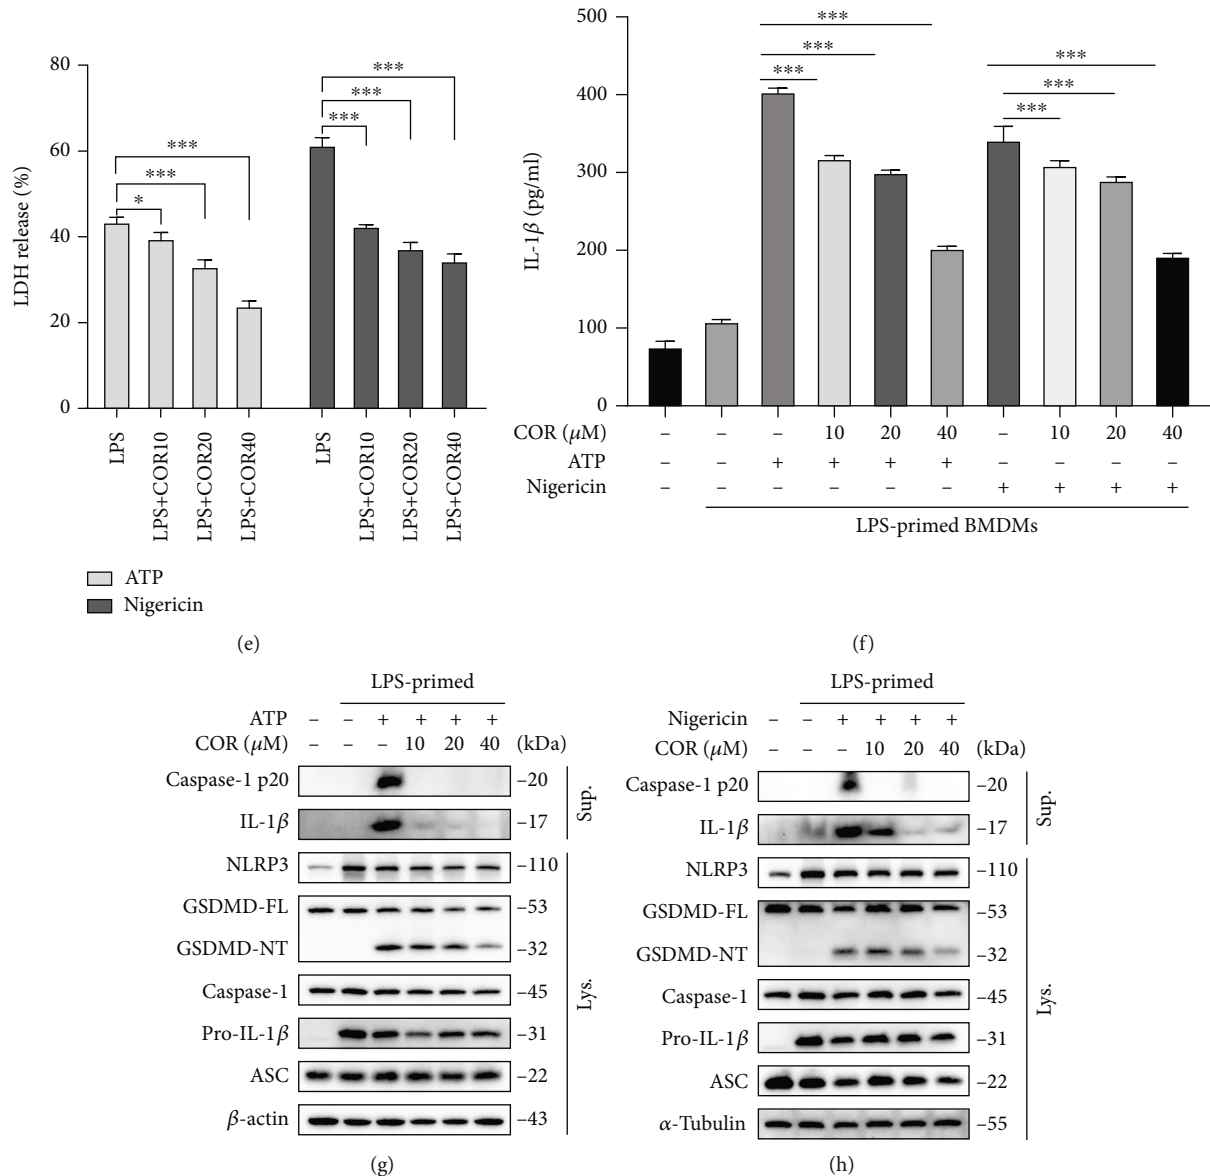 LDH release (%)
80
60
40
20
0
***
***
*
***
***
***
LPS
LPS+COR10
LPS+COR20
LPS+COR40
LPS
LPS+COR10
LPS+COR20
LPS+COR40
ATP
Nigericin
(e)
IL-1β (pg/ml)
500
400
300
200
100
0
***
***
***
***
***
***
COR (μM) – – – 10 20 40 – 10 20 40
ATP – – + + + + – – – –
Nigericin – – – – – – + + + +
LPS-primed BMDMs
(f)
LPS-primed
ATP – – + + + +
COR (μM) – – – 10 20 40 (kDa)
Caspase-1 p20 –20
IL-1β –17
Sup.
NLRP3 –110
GSDMD-FL –53
GSDMD-NT –32
Caspase-1 –45
Pro-IL-1β –31
ASC –22
β-actin –43
Lys.
(g)
LPS-primed
Nigericin – – + + + +
COR (μM) – – – 10 20 40 (kDa)
Caspase-1 p20 –20
IL-1β –17
Sup.
NLRP3 –110
GSDMD-FL –53
GSDMD-NT –32
Caspase-1 –45
Pro-IL-1β –31
ASC –22
α-Tubulin –55
Lys.
(h)